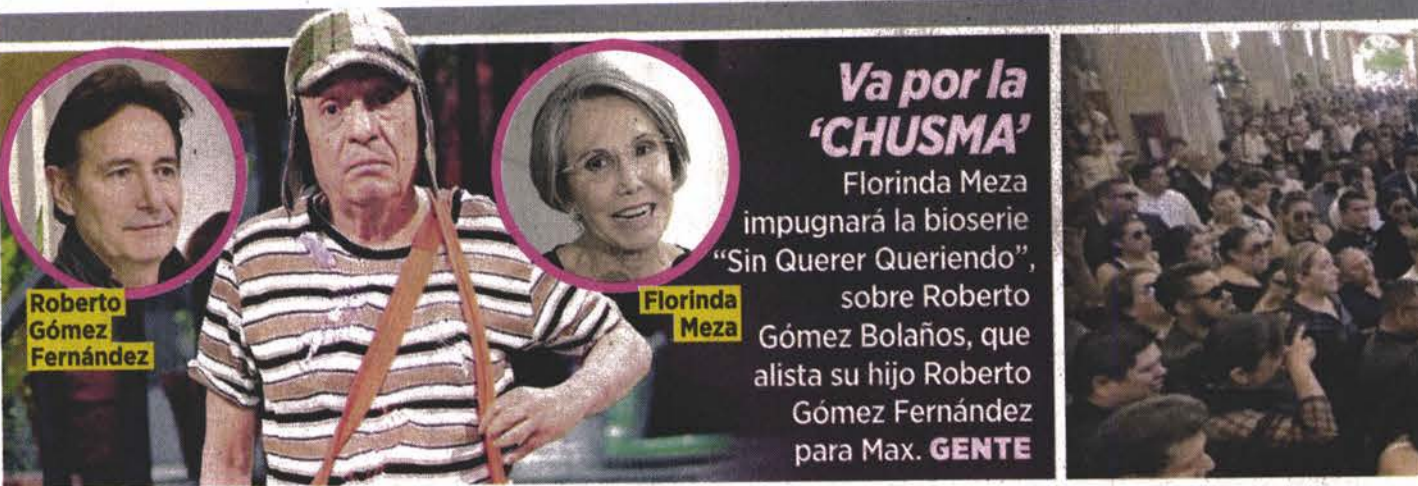 Roberto
Gómez
Fernández
Florinda
Meza
Va por la
‘CHUSMA’
Florinda Meza
impugnará la bioserie
“Sin Querer Queriendo”,
sobre Roberto
Gómez Bolaños, que
alista su hijo Roberto
Gómez Fernández
para Max. GENTE